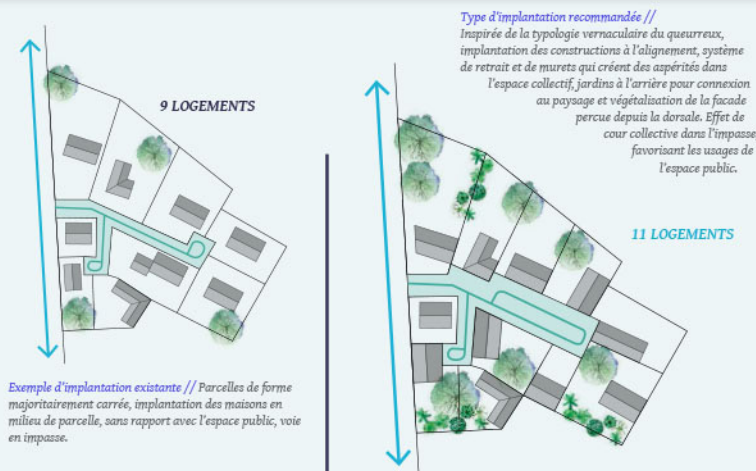 9 LOGEMENTS
Exemple d'implantation existante // Parcelles de forme
majoritairement carrée, implantation des maisons en
milieu de parcelle, sans rapport avec l'espace public, voie
en impasse.
Type d'implantation recommandée //
Inspirée de la typologie vernaculaire du queurreux,
implantation des constructions à l'alignement, système
de retrait et de murets qui créent des aspérités dans
l'espace collectif, jardins à l'arrière pour connexion
au paysage et végétalisation de la facade
percue depuis la dorsale. Effet de
cour collective dans l'impasse
favorisant les usages de
l'espace public.
11 LOGEMENTS